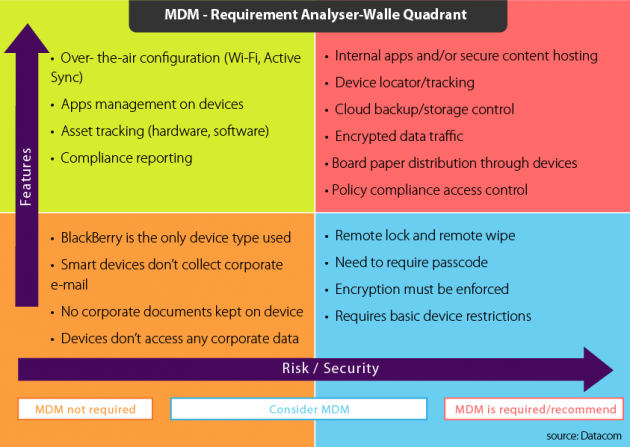 MDM - Requirement Analyser-Walle Quadrant
• Over- the-air configuration (Wi-Fi, Active
Sync)
• Apps management on devices
• Asset tracking (hardware, software)
• Compliance reporting
• Internal apps and/or secure content hosting
• Device locator/tracking
• Cloud backup/storage control
• Encrypted data traffic
• Board paper distribution through devices
• Policy compliance access control
Features
• BlackBerry is the only device type used
• Smart devices don't collect corporate
e-mail
• No corporate documents kept on device
• Devices don't access any corporate data
• Remote lock and remote wipe
• Need to require passcode
• Encryption must be enforced
• Requires basic device restrictions
Risk / Security
MDM not required
Consider MDM
MDM is required/recommend
source: Datacom